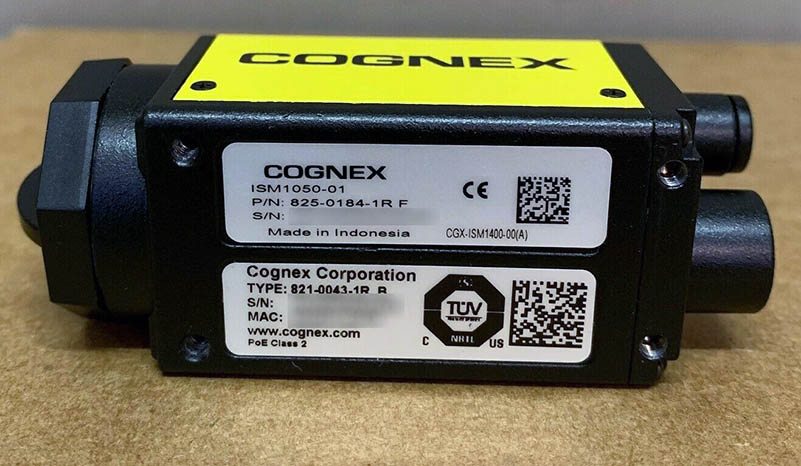 COGNEX
COGNEX
ISM1050-01
P/N: 825-0184-1R F
S/N:
Made in Indonesia
CE
CGX-ISM1400-00(A)
Cognex Corporation
TYPE: 821-0043-1R B
S/N:
MAC:
www.cognex.com
PoE Class 2
TÜV
NRTL
C US